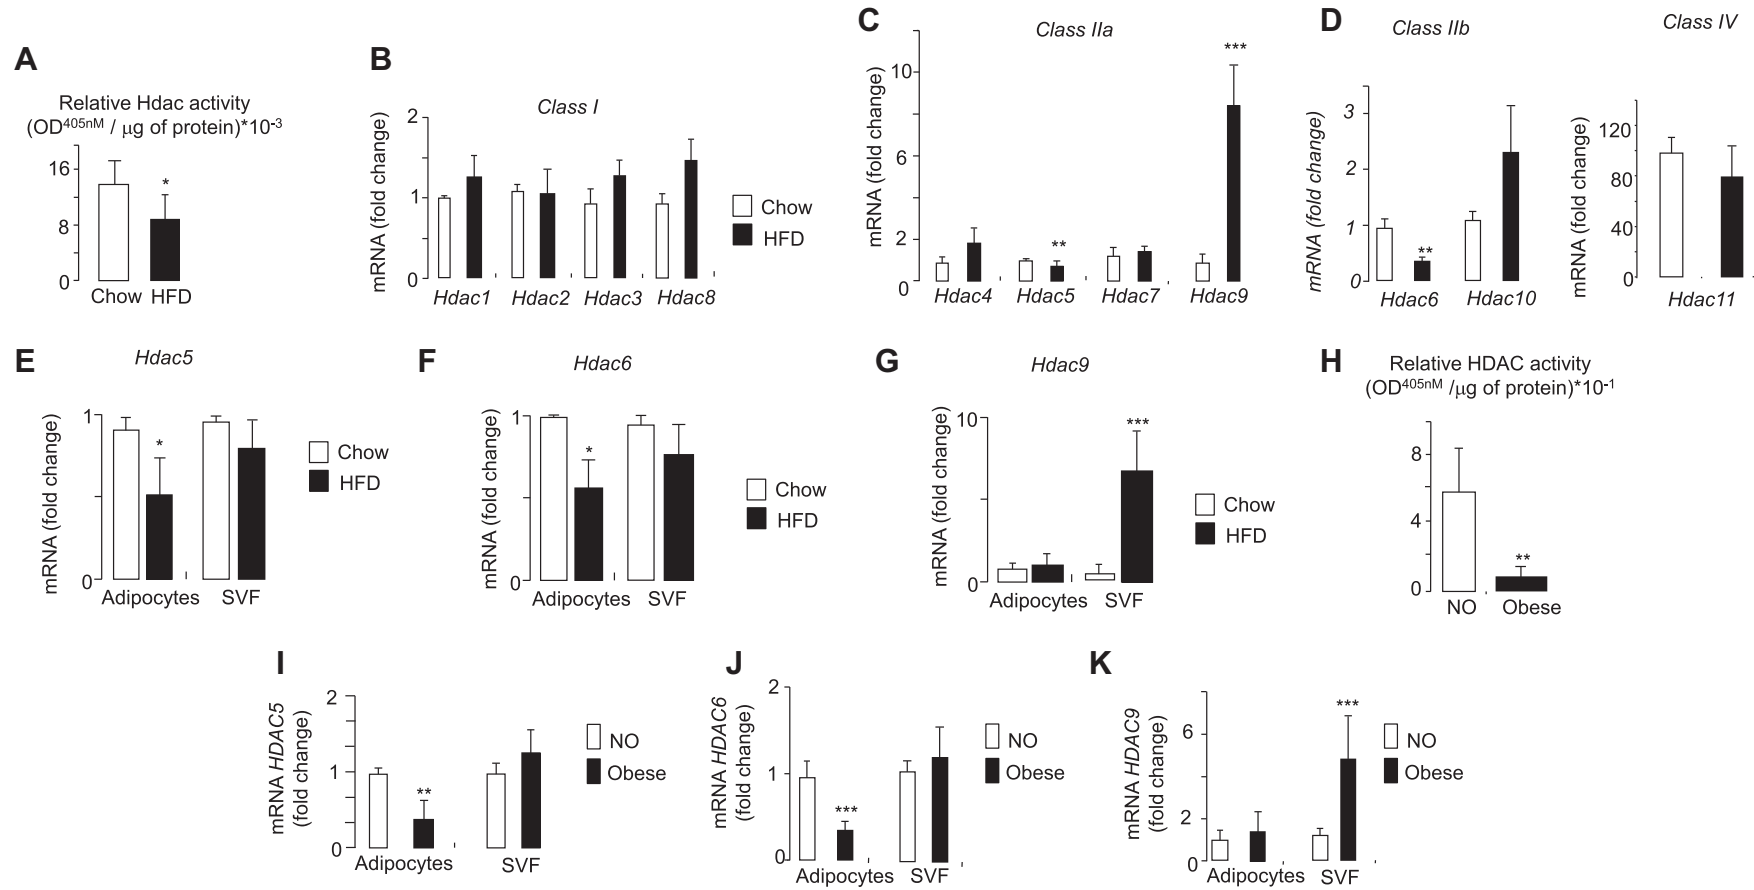 A
Relative Hdac activity
(OD405nM / μg of protein)*10-3
16
8
0
*
Chow HFD
B
Class I
mRNA (fold change)
2
1
0
Hdac1 Hdac2 Hdac3 Hdac8
Chow
HFD
C
Class IIa
mRNA (fold change)
10
6
2
0
**
***
Hdac4 Hdac5 Hdac7 Hdac9
D
Class IIb
mRNA (fold change)
3
2
1
0
**
Hdac6 Hdac10
Class IV
mRNA (fold change)
120
80
40
0
Hdac11
E
Hdac5
mRNA (fold change)
1
0
*
Adipocytes SVF
Chow
HFD
F
Hdac6
mRNA (fold change)
1
0
*
Adipocytes SVF
Chow
HFD
G
Hdac9
mRNA (fold change)
10
0
***
Adipocytes SVF
Chow
HFD
H
Relative HDAC activity
(OD405nM /μg of protein)*10-1
8
4
2
0
**
NO Obese
I
mRNA HDAC5
(fold change)
2
1
0
**
Adipocytes SVF
NO
Obese
J
mRNA HDAC6
(fold change)
2
1
0
***
Adipocytes SVF
NO
Obese
K
mRNA HDAC9
(fold change)
6
2
0
***
Adipocytes SVF
NO
Obese